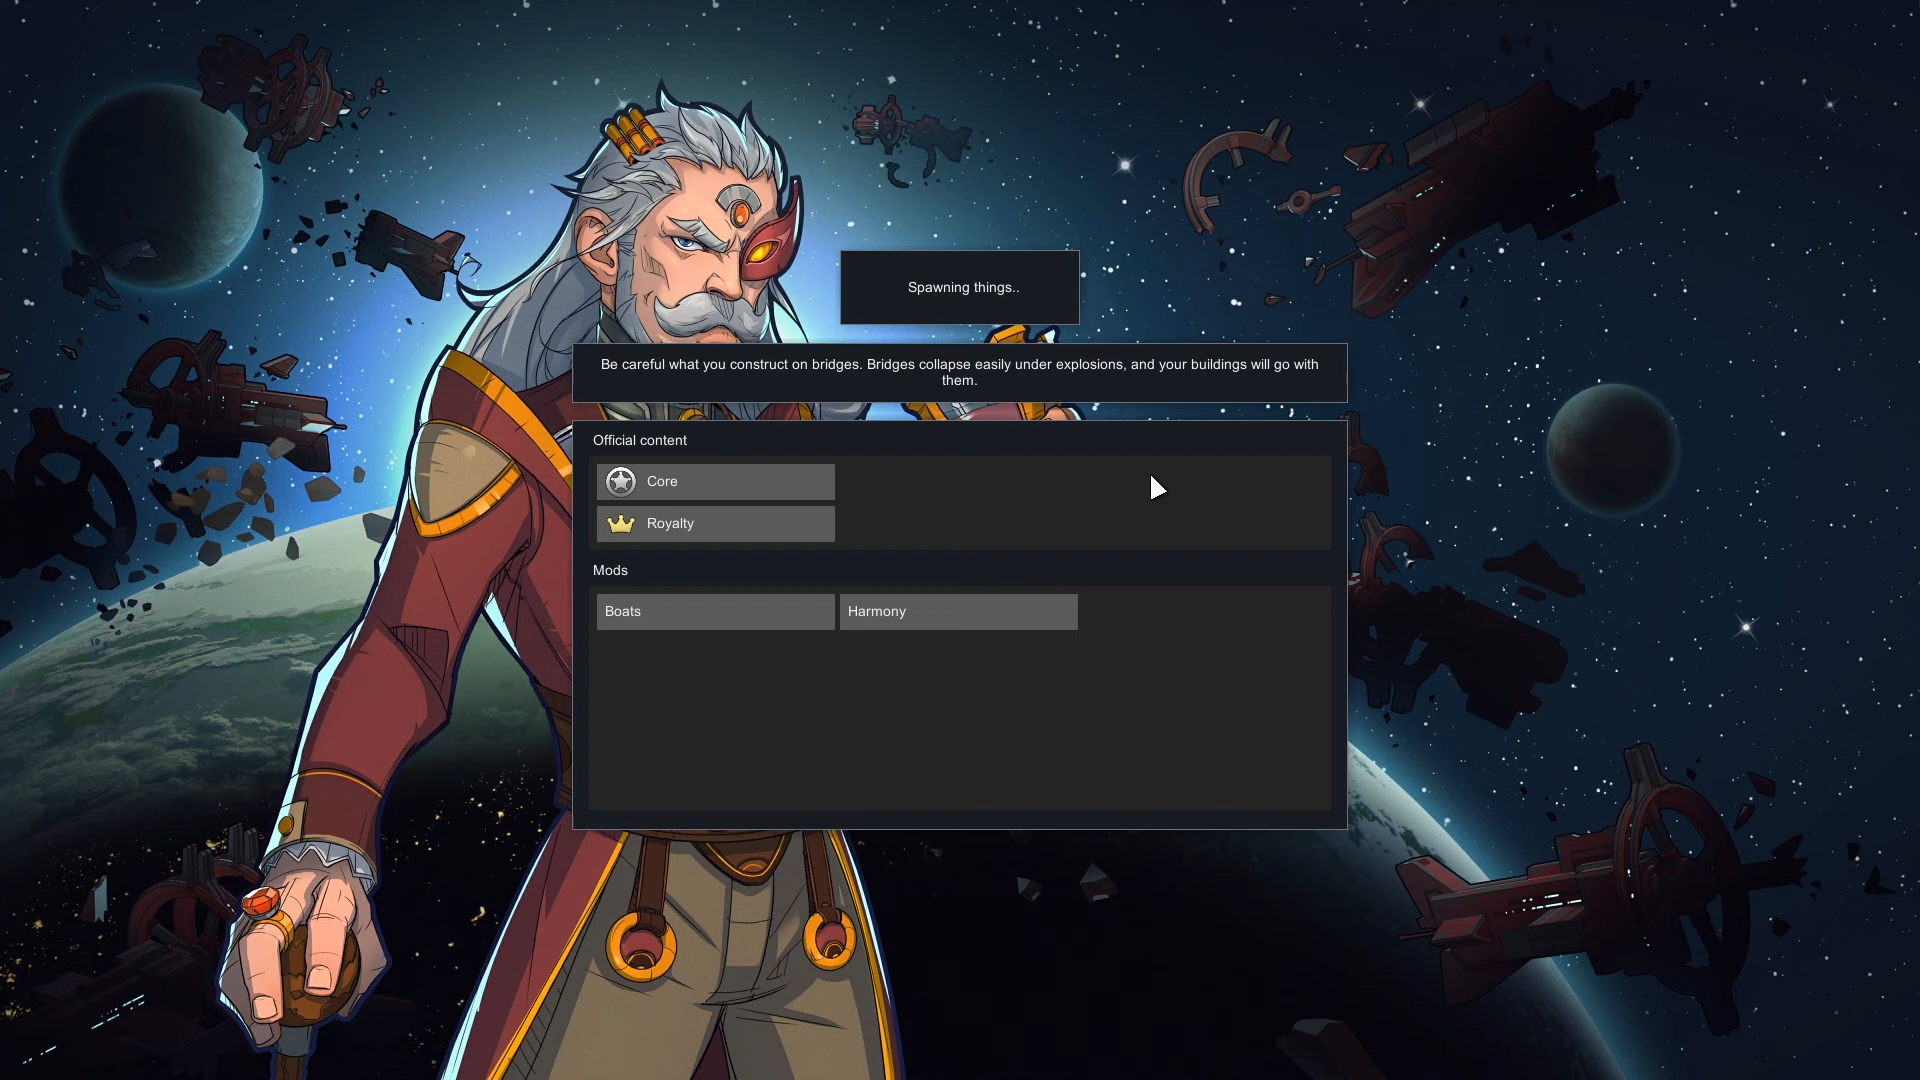 Spawning things..
Be careful what you construct on bridges. Bridges collapse easily under explosions, and your buildings will go with
them.
Official content
Core
Royalty
Mods
Boats
Harmony